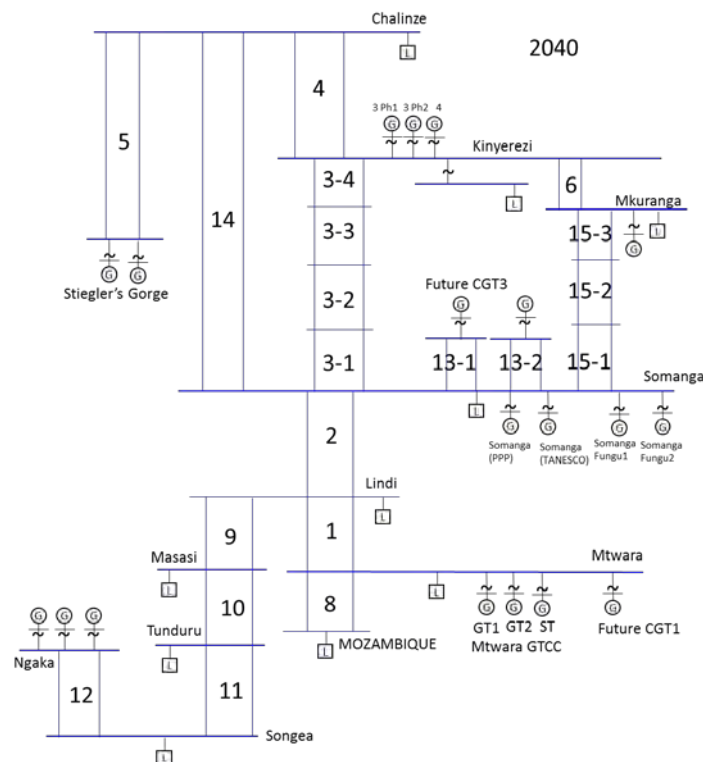 Chalinze
L
2040
4
3 Ph1 3 Ph2 4
G G G
5
Kinyerezi
3-4
6
L
Mkuranga
14
3-3
15-3
L
G
G G
Stiegler's Gorge
Future CGT3
15-2
3-2
G G
3-1
13-1 13-2 15-1
Somanga
L
G G G G
2
Somanga (PPP)
Somanga (TANESCO)
Somanga Fungu1
Somanga Fungu2
Lindi
L
9
1
Masasi
Mtwara
L
L
10
8
G G G G
G G G
GT1 GT2 ST
Future CGT1
Tunduru
MOZAMBIQUE
Mtwara GTCC
L
L
Ngaka
12
11
Songea
L